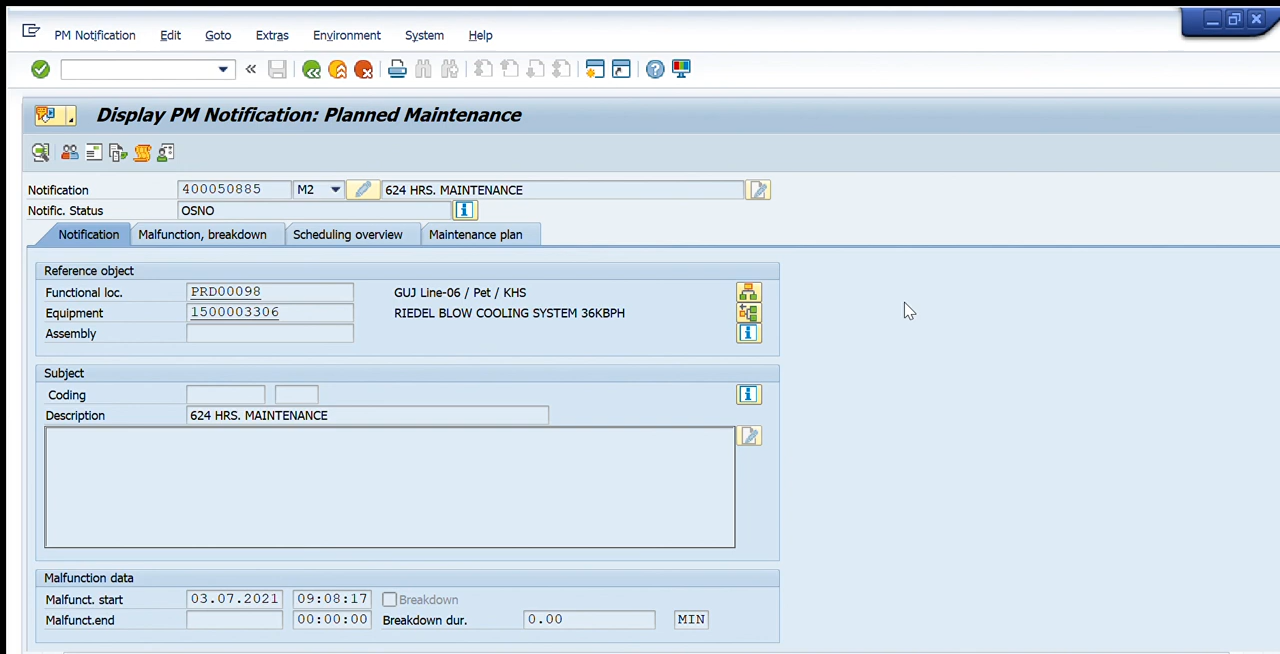 PM Notification Edit Goto Extras Environment System Help
Display PM Notification: Planned Maintenance
Notification 400050885 M2 624 HRS. MAINTENANCE
Notific. Status OSNO
Notification Malfunction, breakdown Scheduling overview Maintenance plan
Reference object
Functional loc. PRD00098 GUJ Line-06 / Pet / KHS
Equipment 1500003306 RIEDEL BLOW COOLING SYSTEM 36KBPH
Assembly
Subject
Coding
Description 624 HRS. MAINTENANCE
Malfunction data
Malfunct. start 03.07.2021 09:08:17 Breakdown
Malfunct.end 00:00:00 Breakdown dur. 0.00 MIN